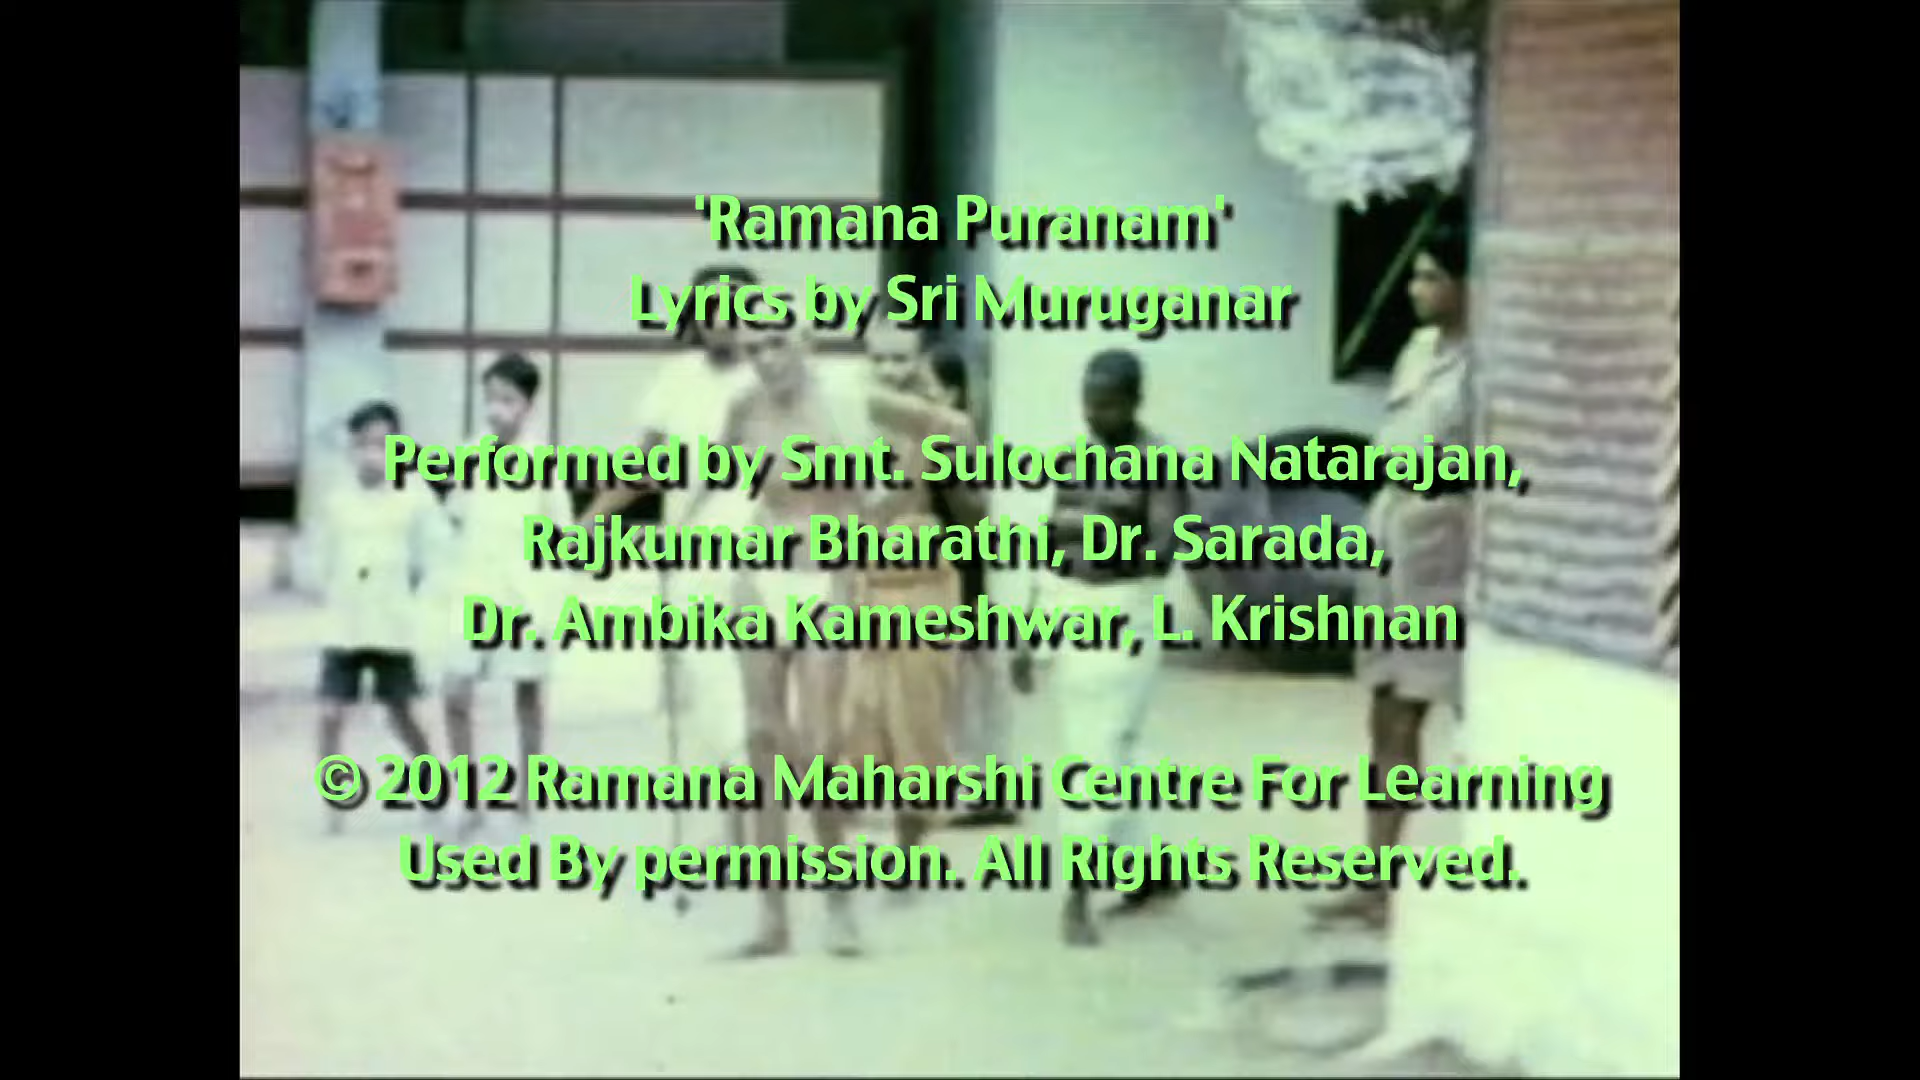 'Ramana Puranam'
Lyrics by Sri Muruganar
Performed by Smt. Sulochana Natarajan,
Rajkumar Bharathi, Dr. Sarada,
Dr. Ambika Kameshwar, L. Krishnan
© 2012 Ramana Maharshi Centre For Learning
Used By permission. All Rights Reserved.